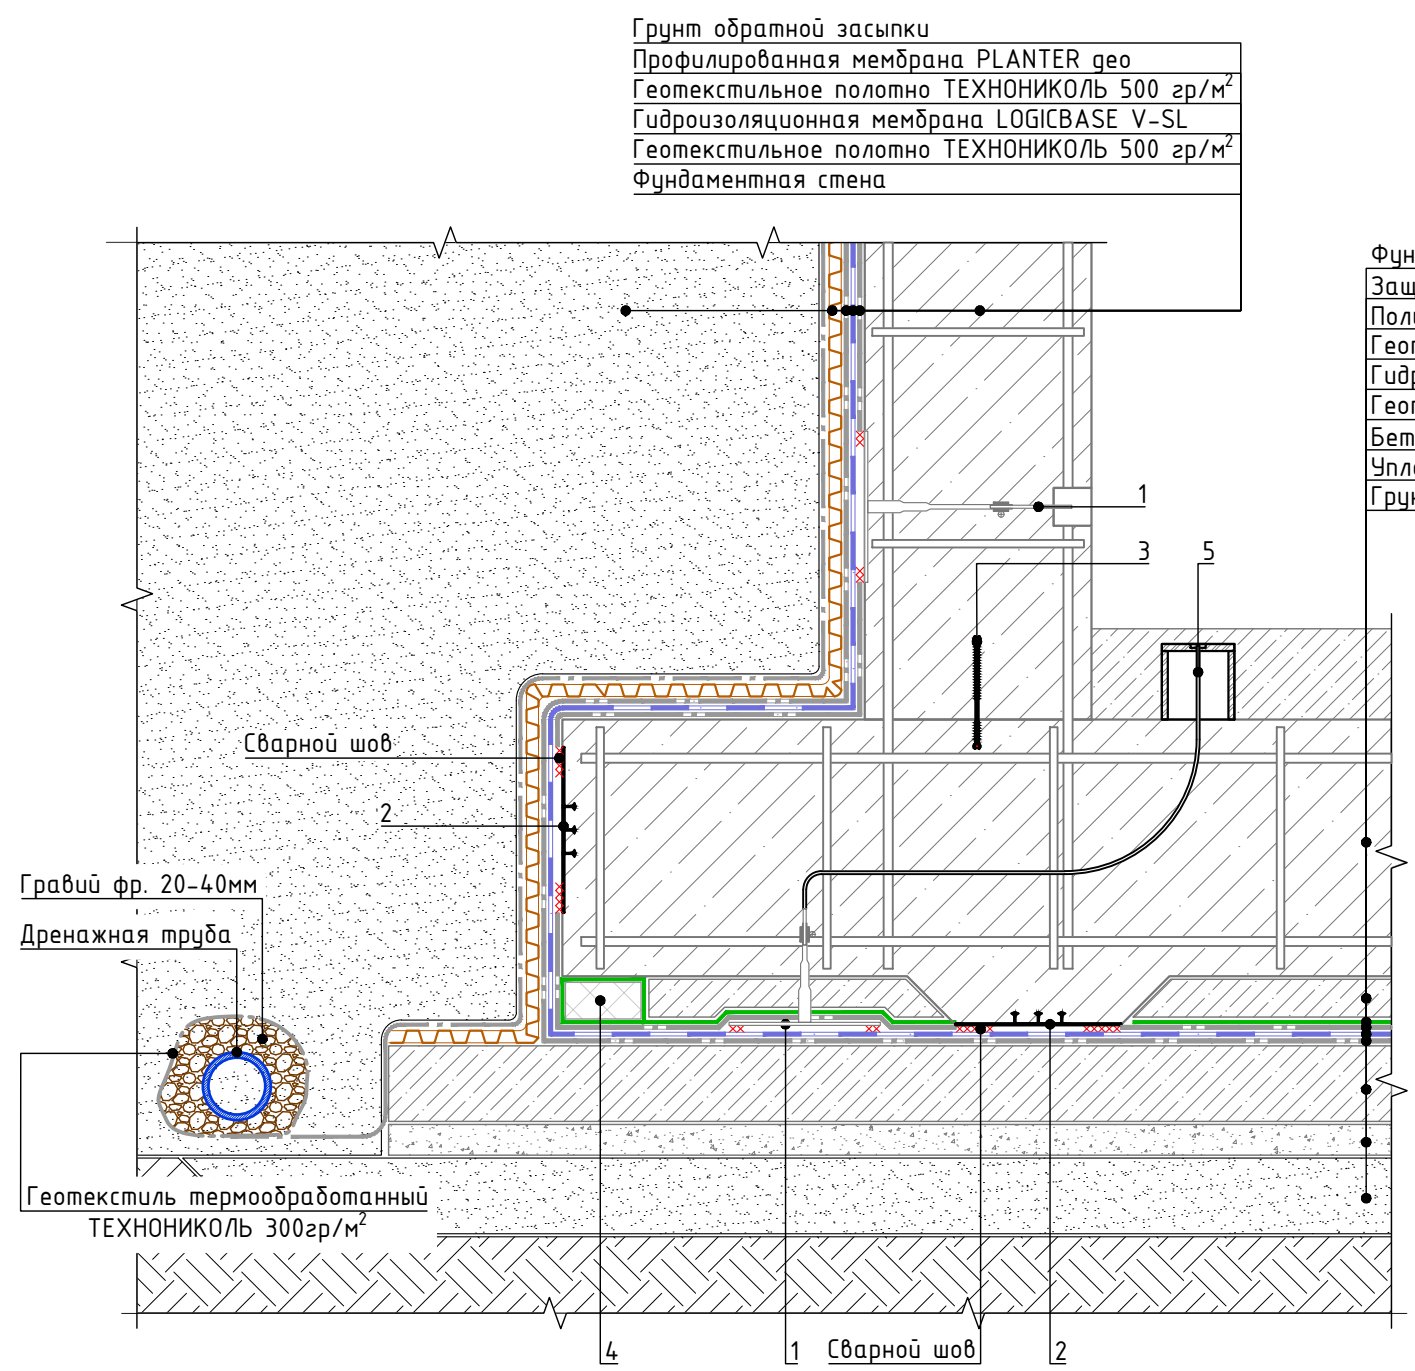 Грунт обратной засыпки
Профилированная мембрана PLANTER geo
Геотекстильное полотно ТЕХНОНИКОЛЬ 500 гр/м²
Гидроизоляционная мембрана LOGICBASE V-SL
Геотекстильное полотно ТЕХНОНИКОЛЬ 500 гр/м²
Фундаментная стена
1
3
5
Сварной шов
2
Гравий фр. 20-40мм
Дренажная труба
Геотекстиль термообработанный
ТЕХНОНИКОЛЬ 300гр/м²
4
1
Сварной шов
2